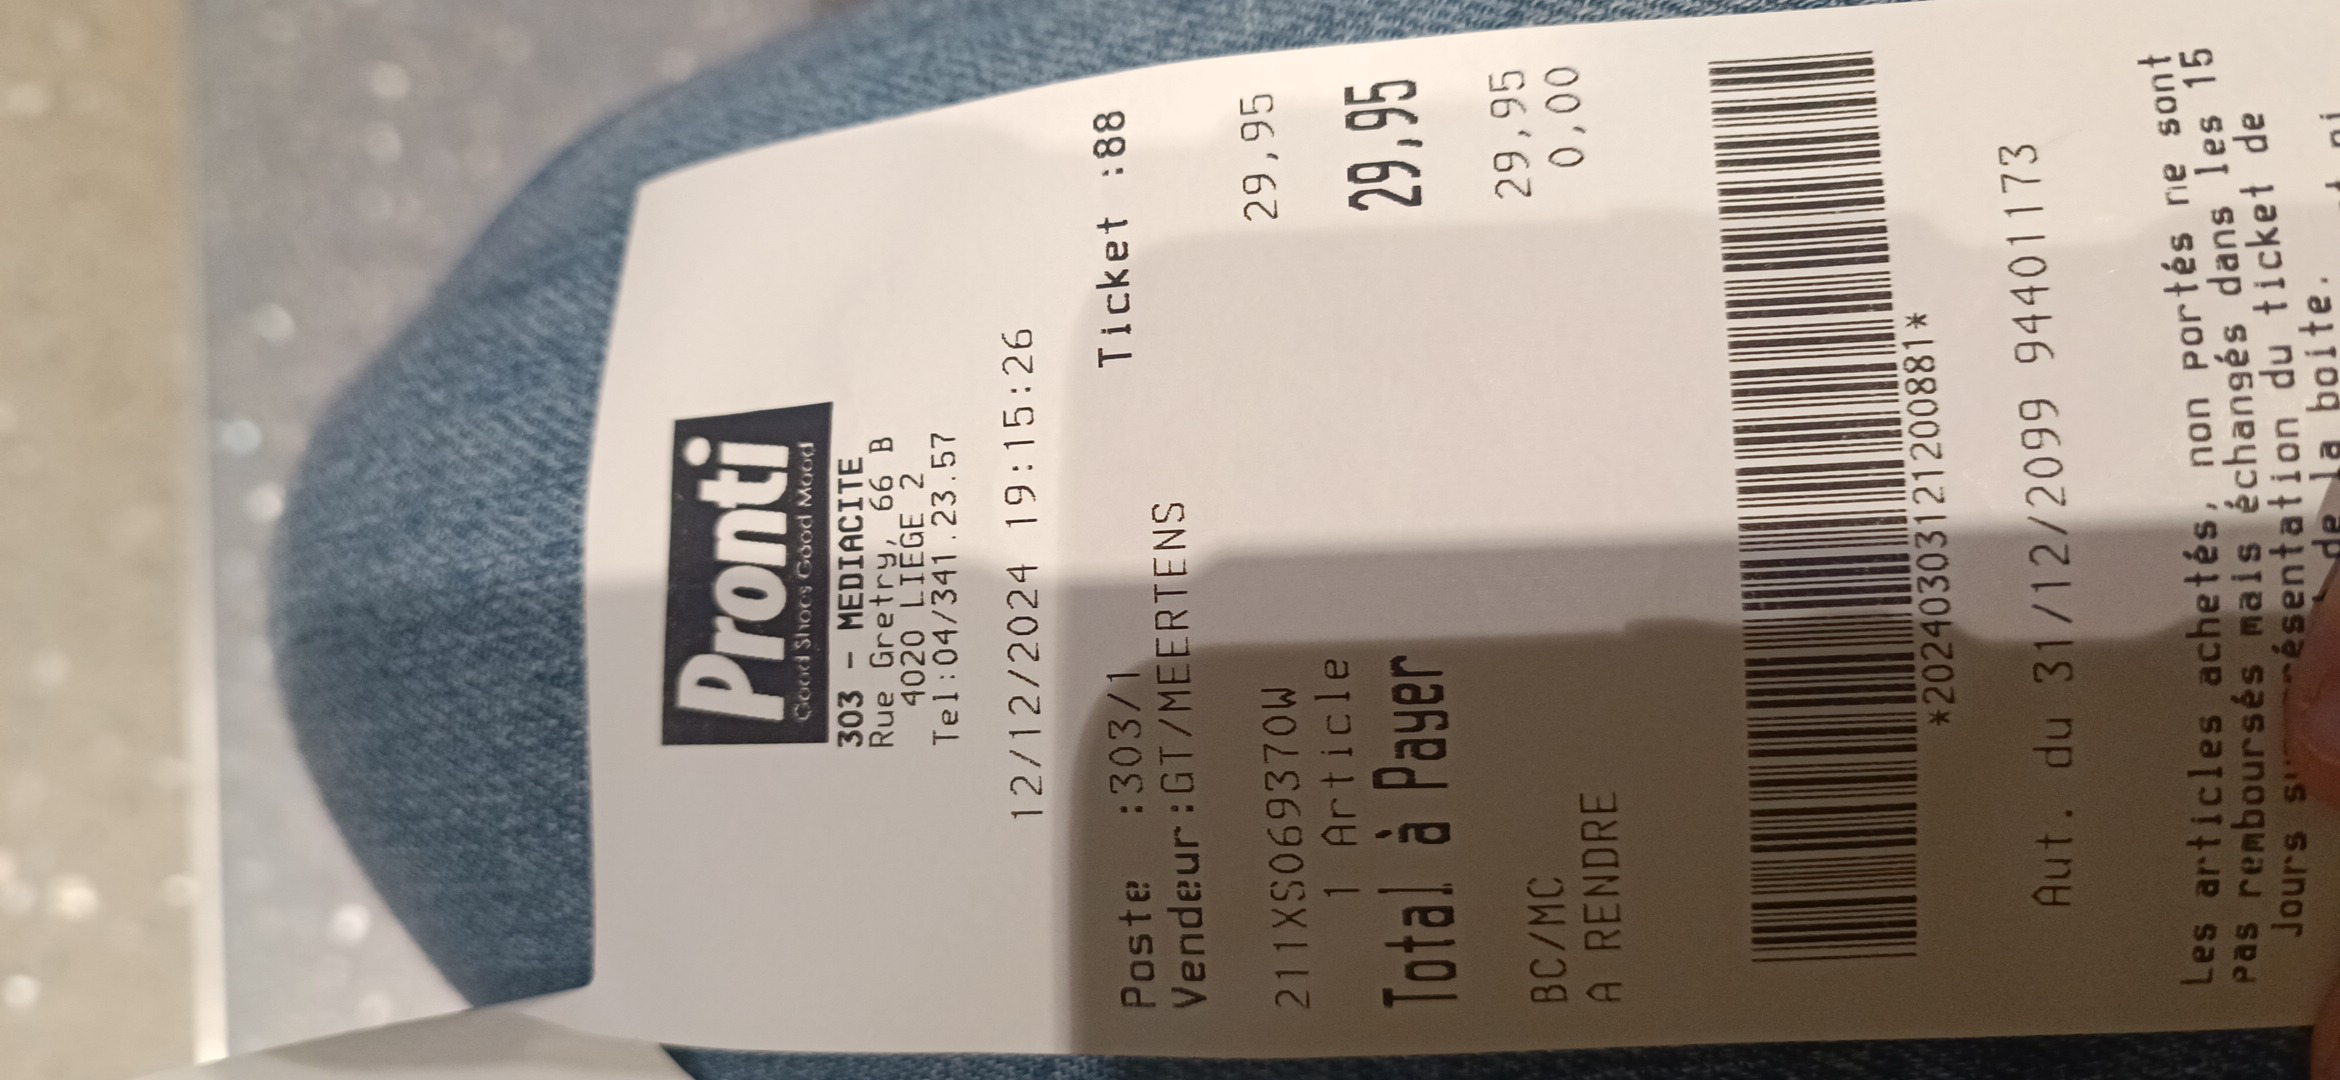 Pronti
Good Shoes Good Mood
303 - MEDIACITE
Rue Gretry, 66 B
4020 LIEGE 2
Tel:04/341.23.57
12/12/2024 19:15:26
Poste :303/1 Ticket :88
Vendeur:GT/MEERTENS
211XS069370W 29,95
1 Article
Total à Payer 29,95
BC/MC 29,95
A RENDRE 0,00
*20240303121200881*
Aut. du 31/12/2099 94401173
Les articles achetés, non portés ne sont
Pas remboursés mais échangés dans les 15
Jours présentation du ticket de
de la boite.